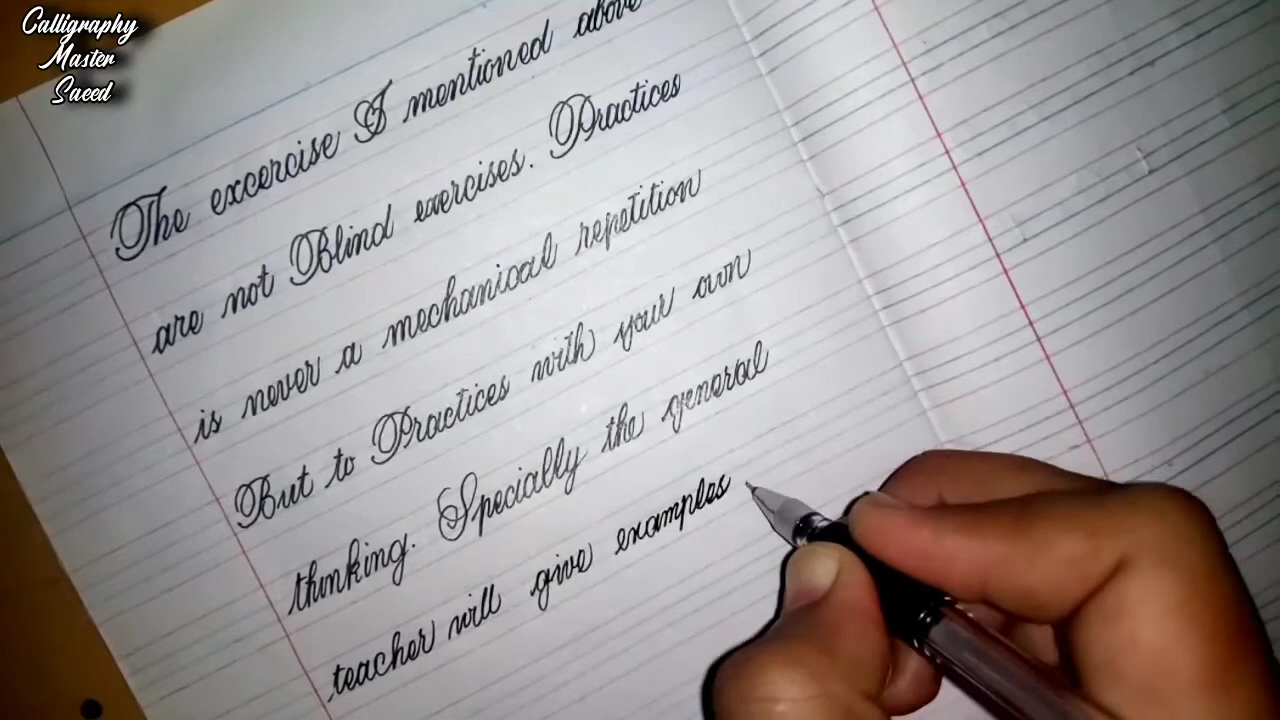 Calligraphy
Master
Saeed
The excercise I mentioned above
are not Blind exercises. Practices
is never a mechanical repetition
But to Practices with your own
thinking. Specially the general
teacher will give examples